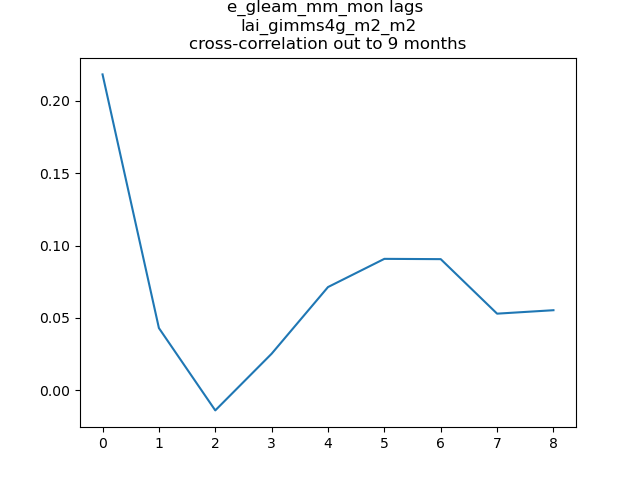 e_gleam_mm_mon lags
lai_gimms4g_m2_m2
cross-correlation out to 9 months
0.20
0.15
0.10
0.05
0.00
0 1 2 3 4 5 6 7 8